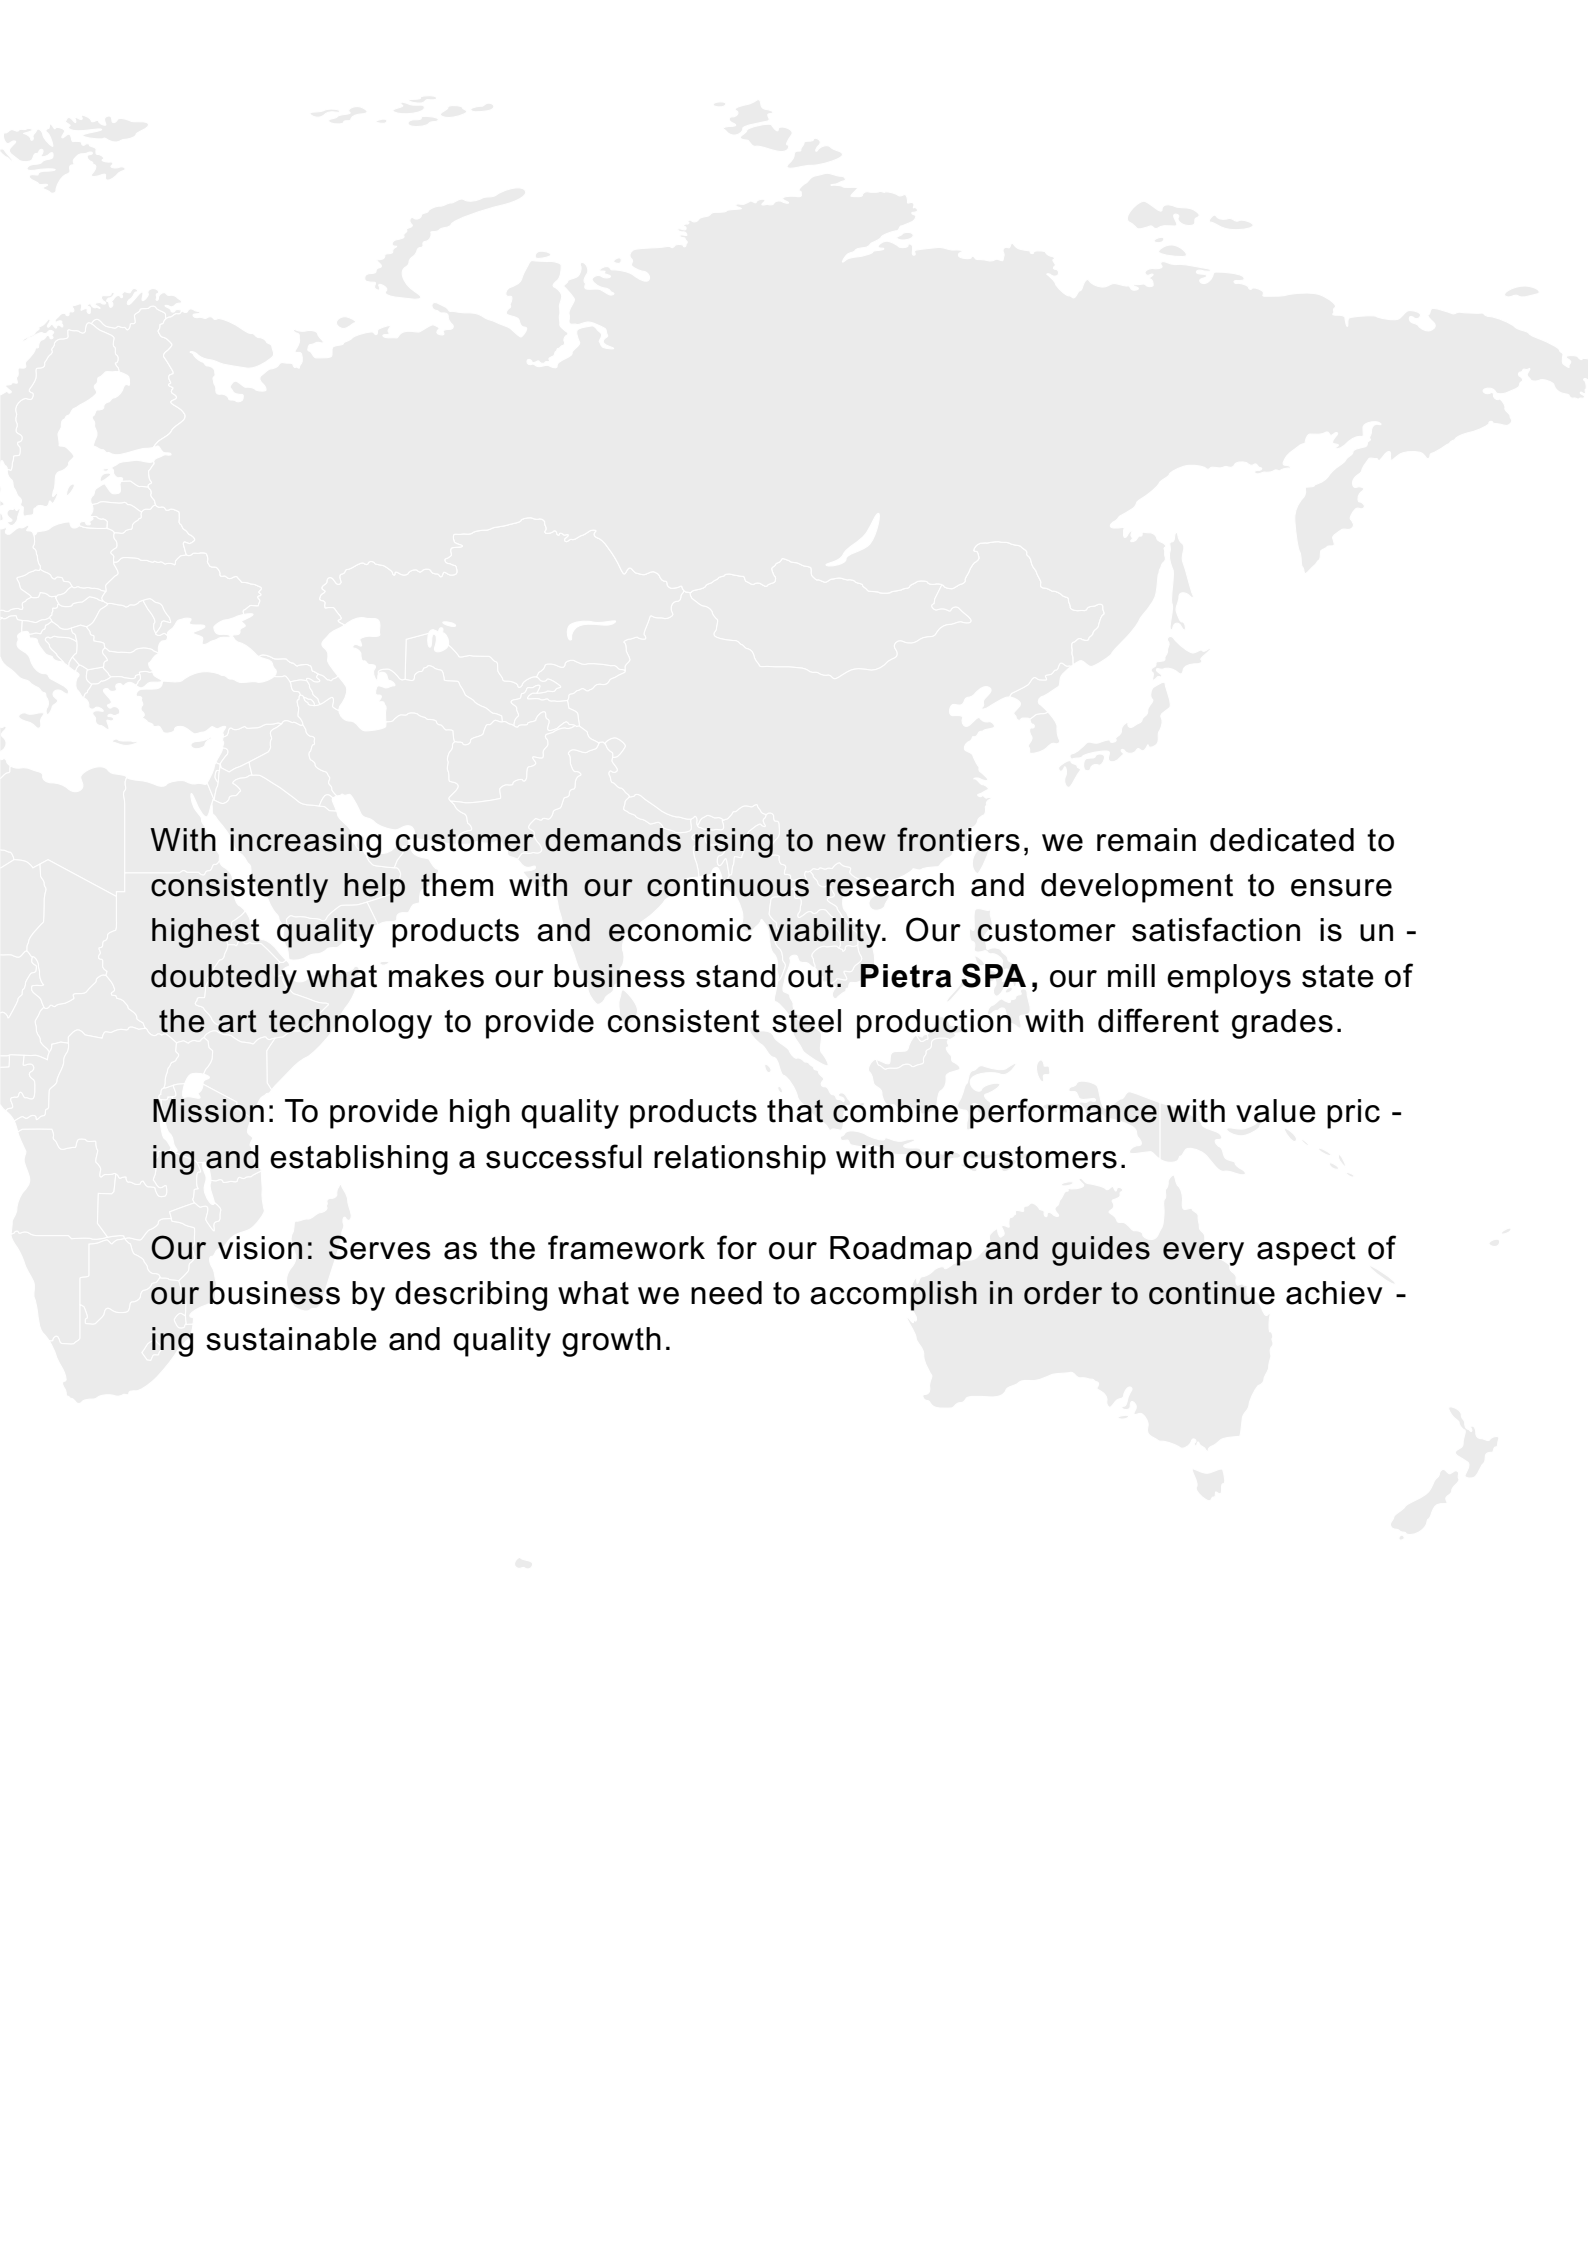 With increasing customer demands rising to new frontiers, we remain dedicated to
consistently help them with our continuous research and development to ensure
highest quality products and economic viability. Our customer satisfaction is un -
doubtedly what makes our business stand out. Pietra SPA, our mill employs state of
the art technology to provide consistent steel production with different grades.
Mission: To provide high quality products that combine performance with value pric -
ing and establishing a successful relationship with our customers.
Our vision: Serves as the framework for our Roadmap and guides every aspect of
our business by describing what we need to accomplish in order to continue achiev -
ing sustainable and quality growth.